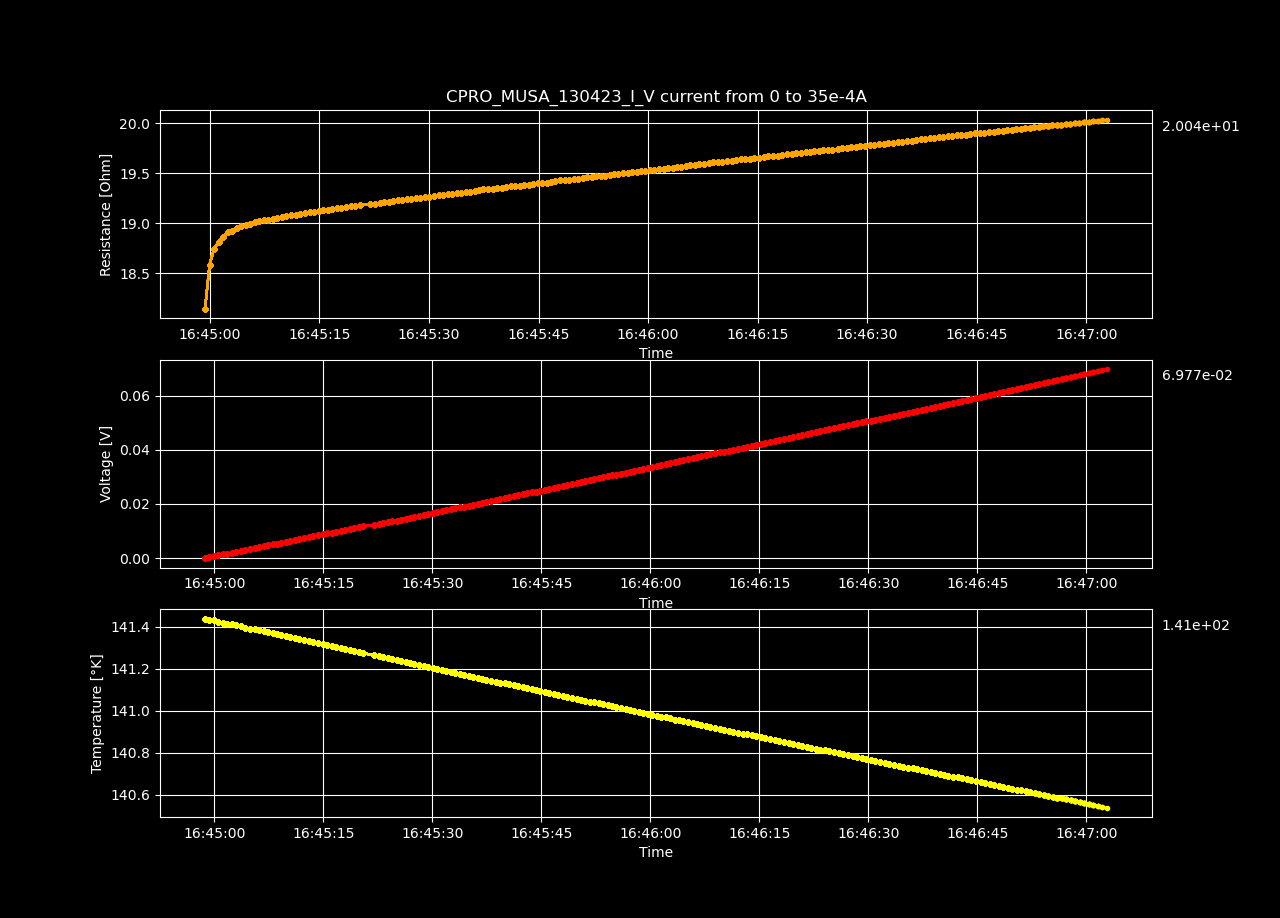 CPRO_MUSA_130423_I_V current from 0 to 35e-4A
20.0
19.5
19.0
18.5
Resistance [Ohm]
2.004e+01
16:45:00 16:45:15 16:45:30 16:45:45 16:46:00 16:46:15 16:46:30 16:46:45 16:47:00
Time
0.06
0.04
0.02
0.00
Voltage [V]
6.977e-02
16:45:00 16:45:15 16:45:30 16:45:45 16:46:00 16:46:15 16:46:30 16:46:45 16:47:00
Time
141.4
141.2
141.0
140.8
140.6
Temperature [°K]
1.41e+02
16:45:00 16:45:15 16:45:30 16:45:45 16:46:00 16:46:15 16:46:30 16:46:45 16:47:00
Time